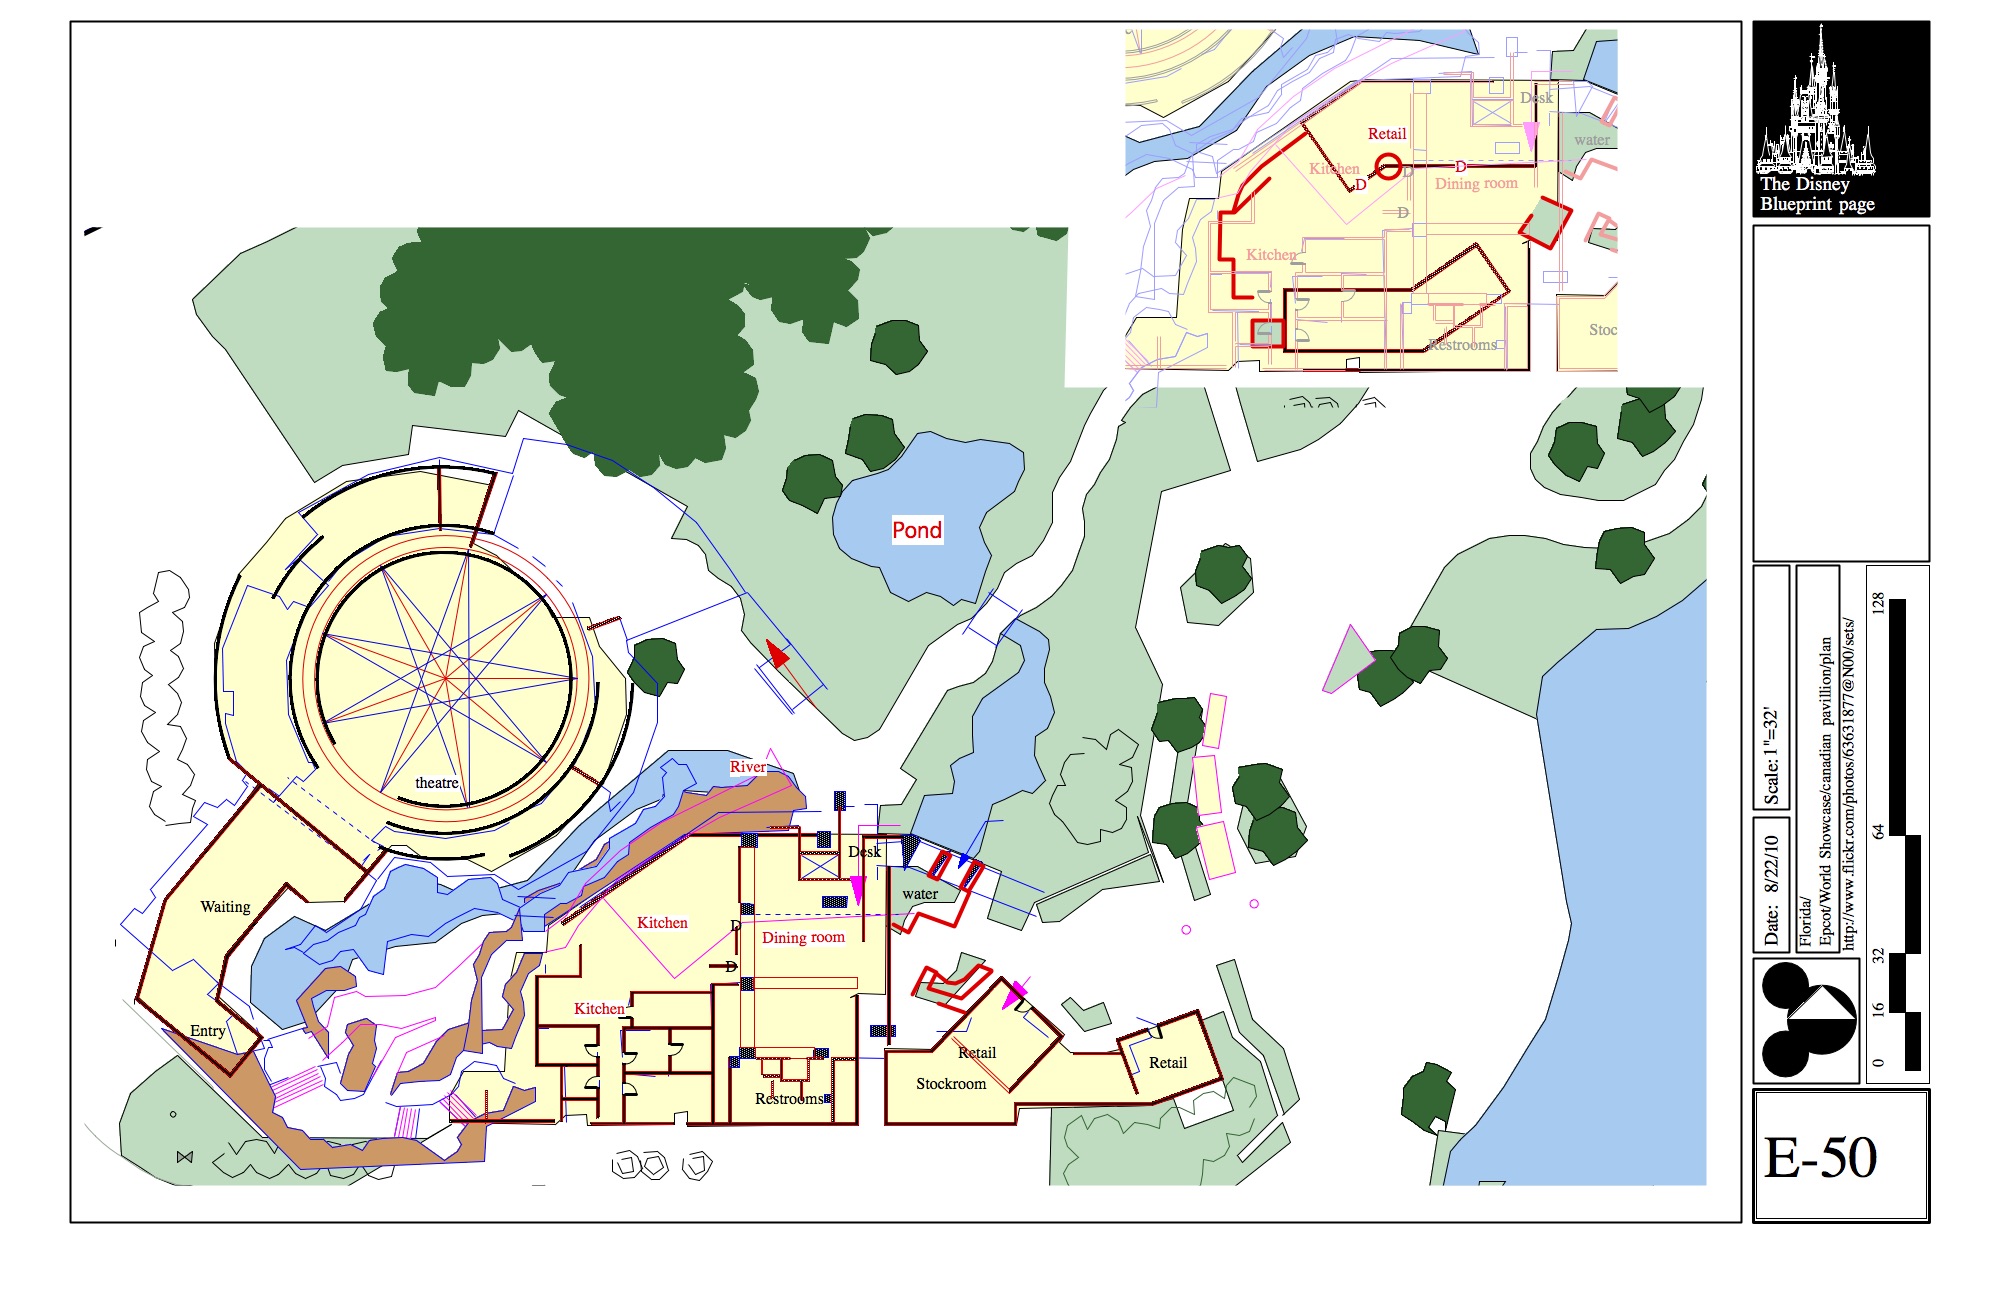 Desk
Retail
water
Kitchen
D
D
D
Dining room
D
Kitchen
Stoc
Restrooms
Pond
theatre
River
Desk
water
Waiting
Kitchen
D
Dining room
D
Kitchen
Entry
Retail
Retail
Stockroom
Restrooms
The Disney
Blueprint page
Scale: 1"=32'
Date: 8/22/10
Florida/
Epcot/World Showcase/canadian pavillion/plan
http://www.flickr.com/photos/63631877@N00/sets/
128
64
32
16
0
E-50